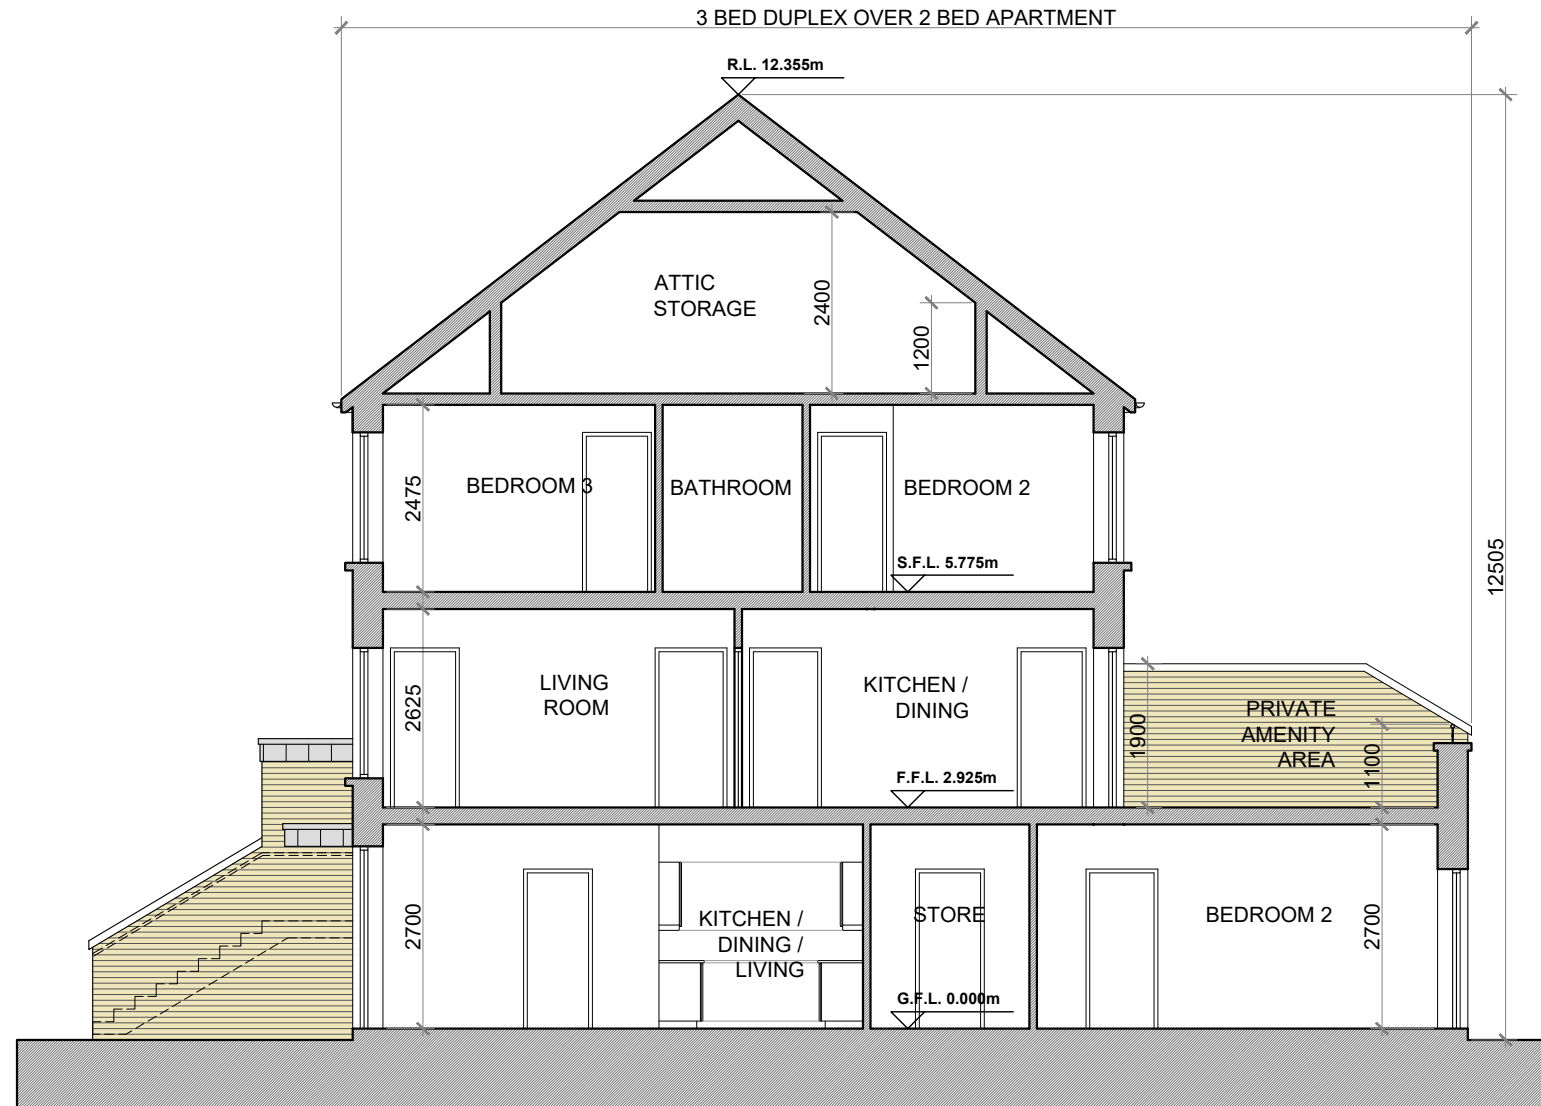 3 BED DUPLEX OVER 2 BED APARTMENT
R.L. 12.355m
ATTIC
STORAGE
2400
1200
2475
BEDROOM 3
BATHROOM
BEDROOM 2
S.F.L. 5.775m
12505
2625
LIVING
ROOM
KITCHEN /
DINING
F.F.L. 2.925m
1900
PRIVATE
AMENITY
AREA
1100
2700
KITCHEN /
DINING /
LIVING
STORE
G.F.L. 0.000m
BEDROOM 2
2700